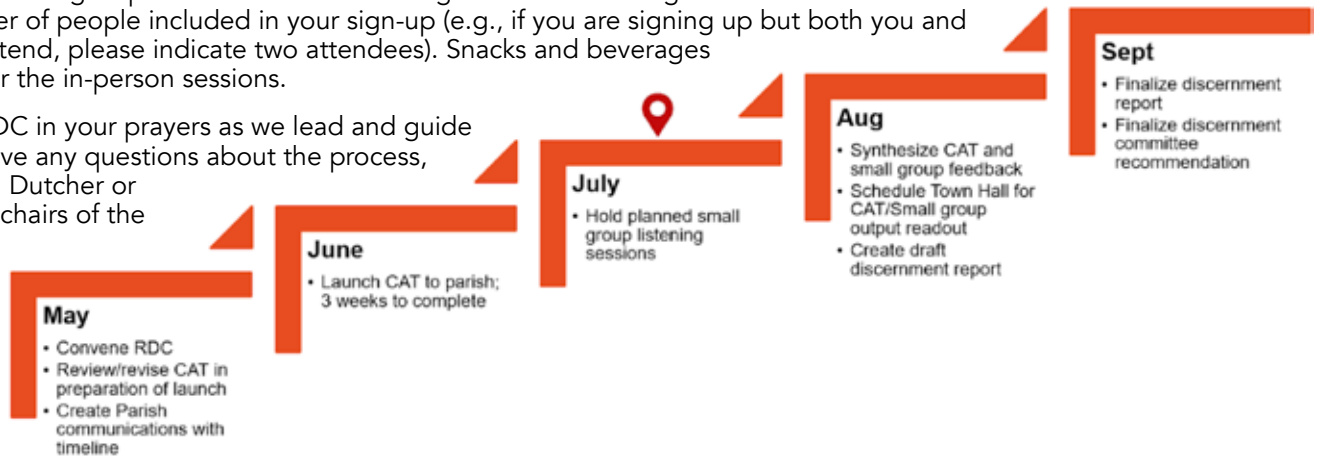 er of people included in your sign-up (e.g., if you are signing up but both you and
tend, please indicate two attendees). Snacks and beverages
r the in-person sessions.
DC in your prayers as we lead and guide
ve any questions about the process,
Dutcher or
chairs of the
May
• Convene RDC
• Review/revise CAT in
preparation of launch
• Create Parish
communications with
timeline
June
• Launch CAT to parish;
3 weeks to complete
July
• Hold planned small
group listening
sessions
Aug
• Synthesize CAT and
small group feedback
• Schedule Town Hall for
CAT/Small group
output readout
• Create draft
discernment report
Sept
• Finalize discernment
report
• Finalize discernment
committee
recommendation